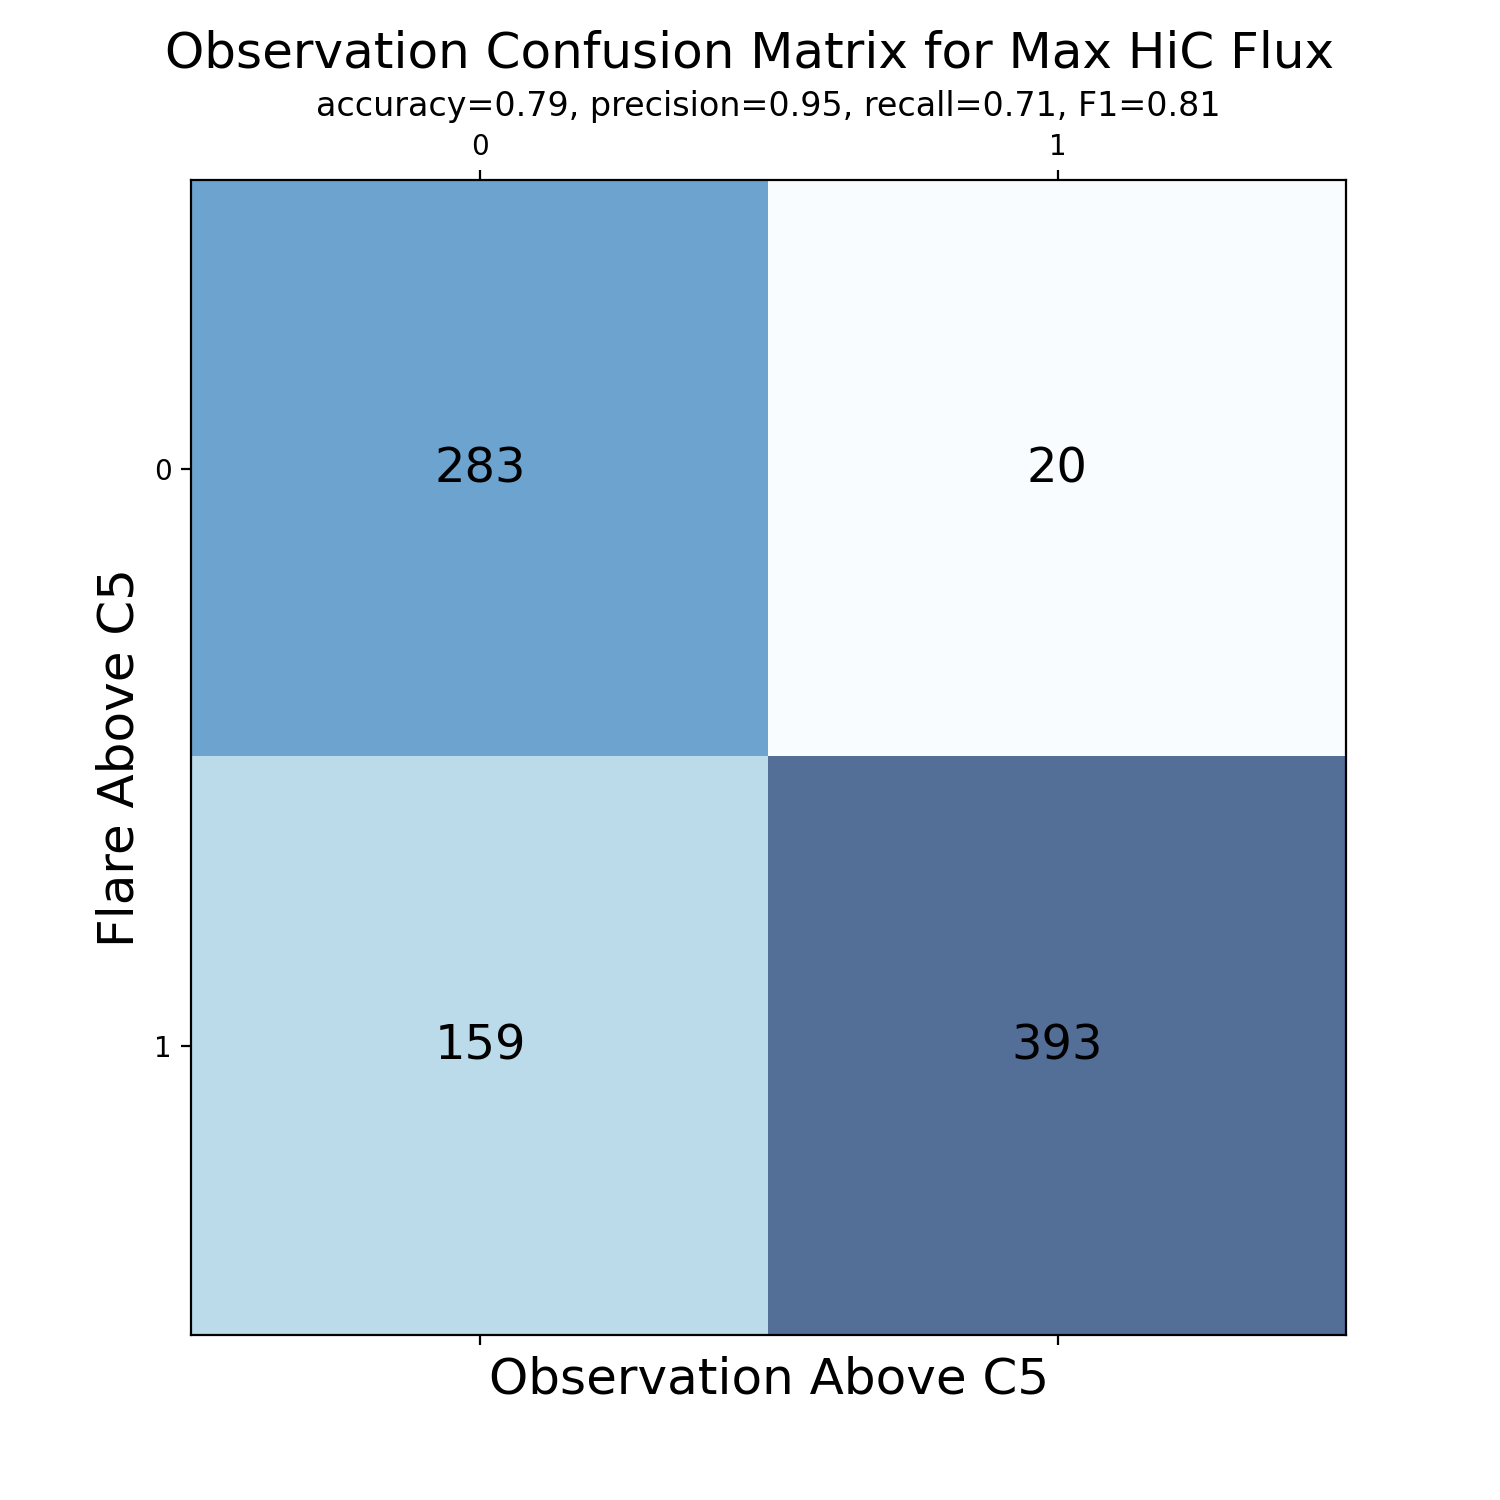 Observation Confusion Matrix for Max HiC Flux
accuracy=0.79, precision=0.95, recall=0.71, F1=0.81
0 1
0 283 20
Flare Above C5
1 159 393
Observation Above C5